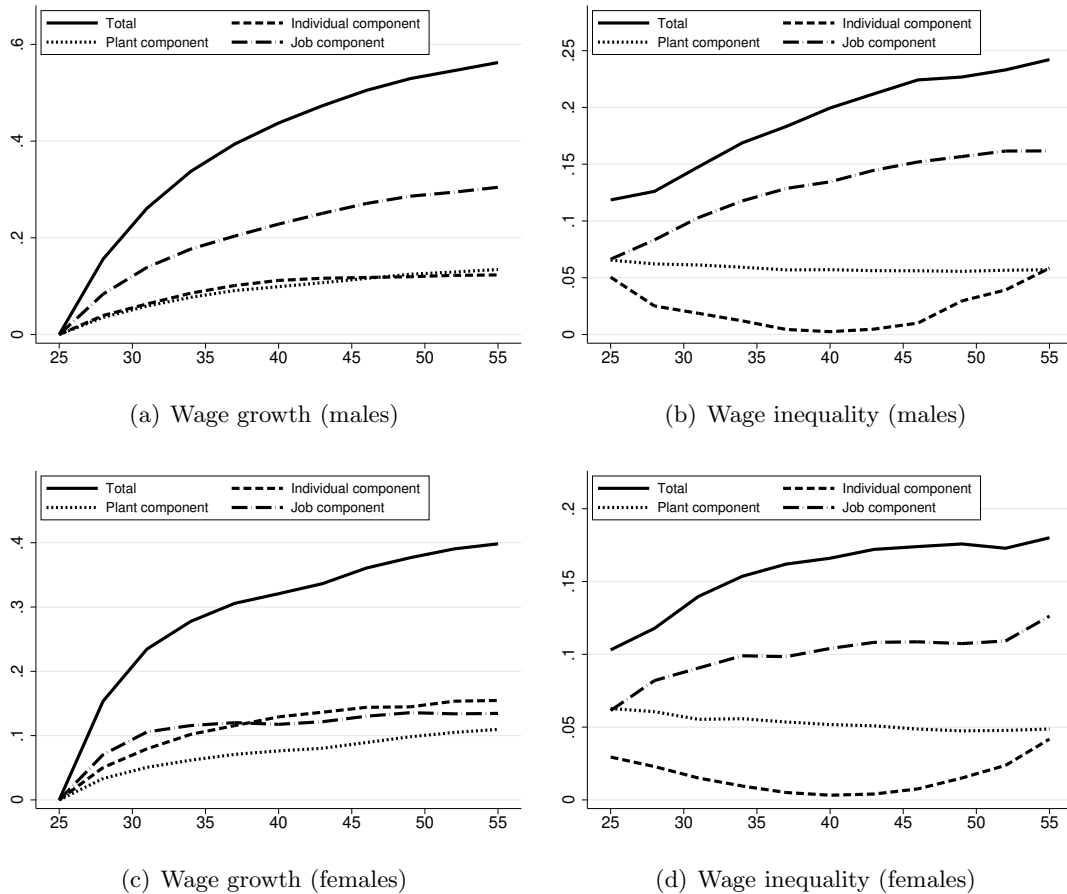 Total Individual component
Plant component Job component
.6
.4
.2
0
25 30 35 40 45 50 55
(a) Wage growth (males)
Total Individual component
Plant component Job component
.25
.2
.15
.1
.05
0
25 30 35 40 45 50 55
(b) Wage inequality (males)
Total Individual component
Plant component Job component
.4
.3
.2
.1
0
25 30 35 40 45 50 55
(c) Wage growth (females)
Total Individual component
Plant component Job component
.2
.15
.1
.05
0
25 30 35 40 45 50 55
(d) Wage inequality (females)